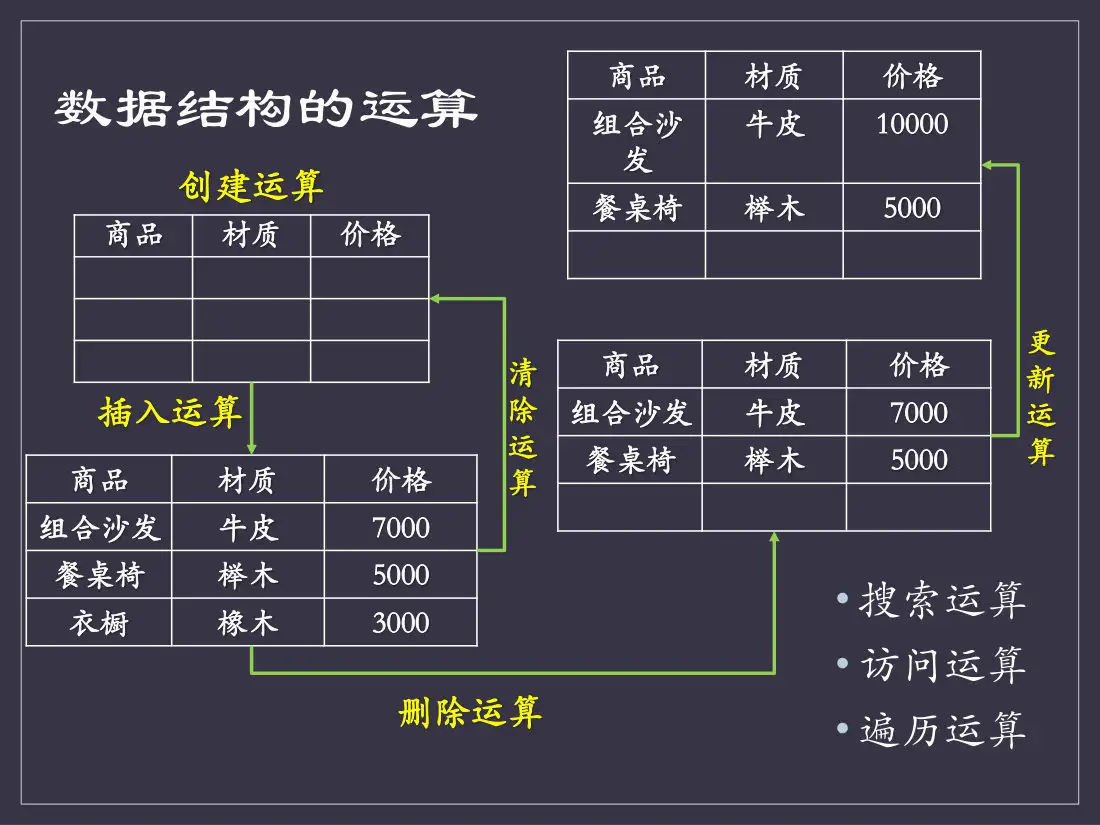 数据结构的运算
创建运算
商品 材质 价格
插入运算
商品 材质 价格
组合沙发 牛皮 7000
餐桌椅 榉木 5000
衣橱 橡木 3000
清除运算
删除运算
商品 材质 价格
组合沙发 牛皮 7000
餐桌椅 榉木 5000
更新运算
商品 材质 价格
组合沙 牛皮 10000
发
餐桌椅 榉木 5000
•搜索运算
•访问运算
•遍历运算